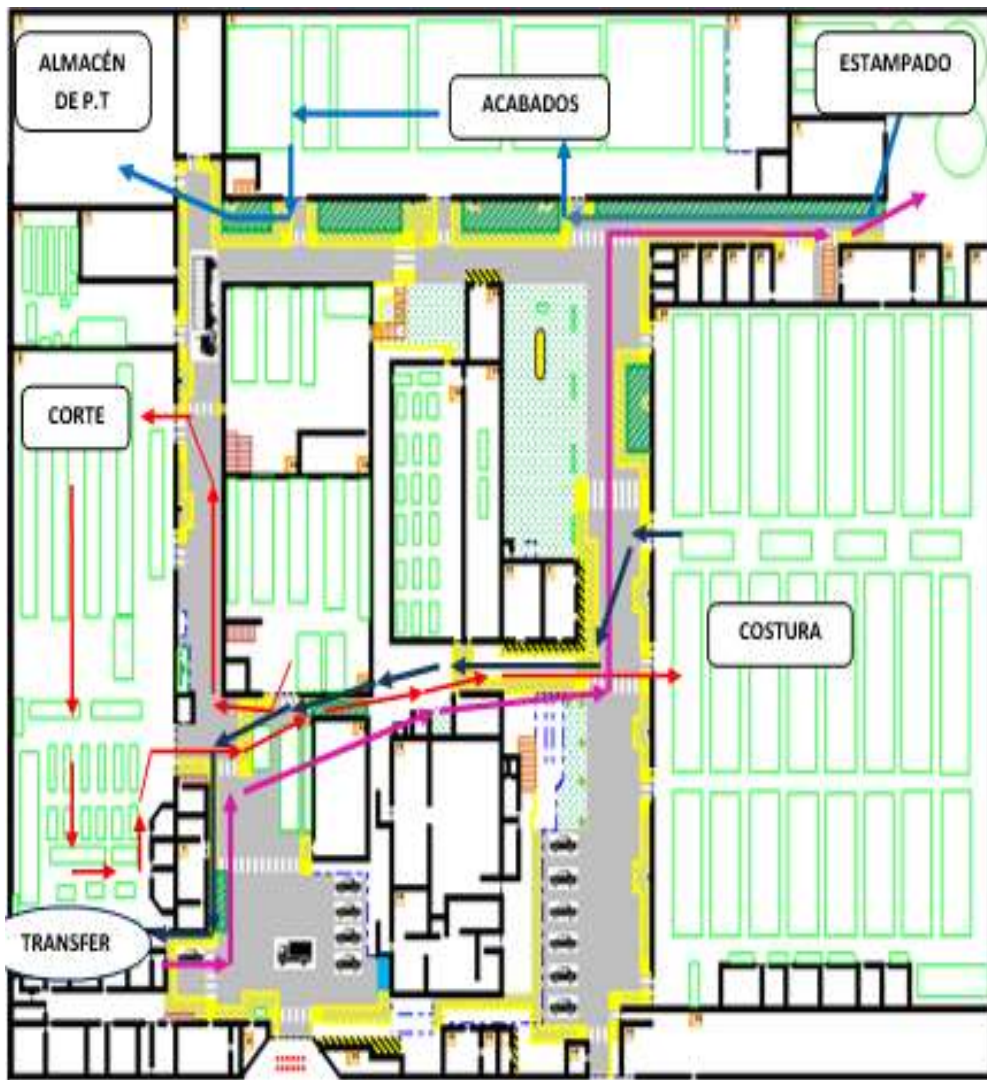 ALMACÉN
DE P.T
ACABADOS
ESTAMPADO
CORTE
COSTURA
TRANSFER